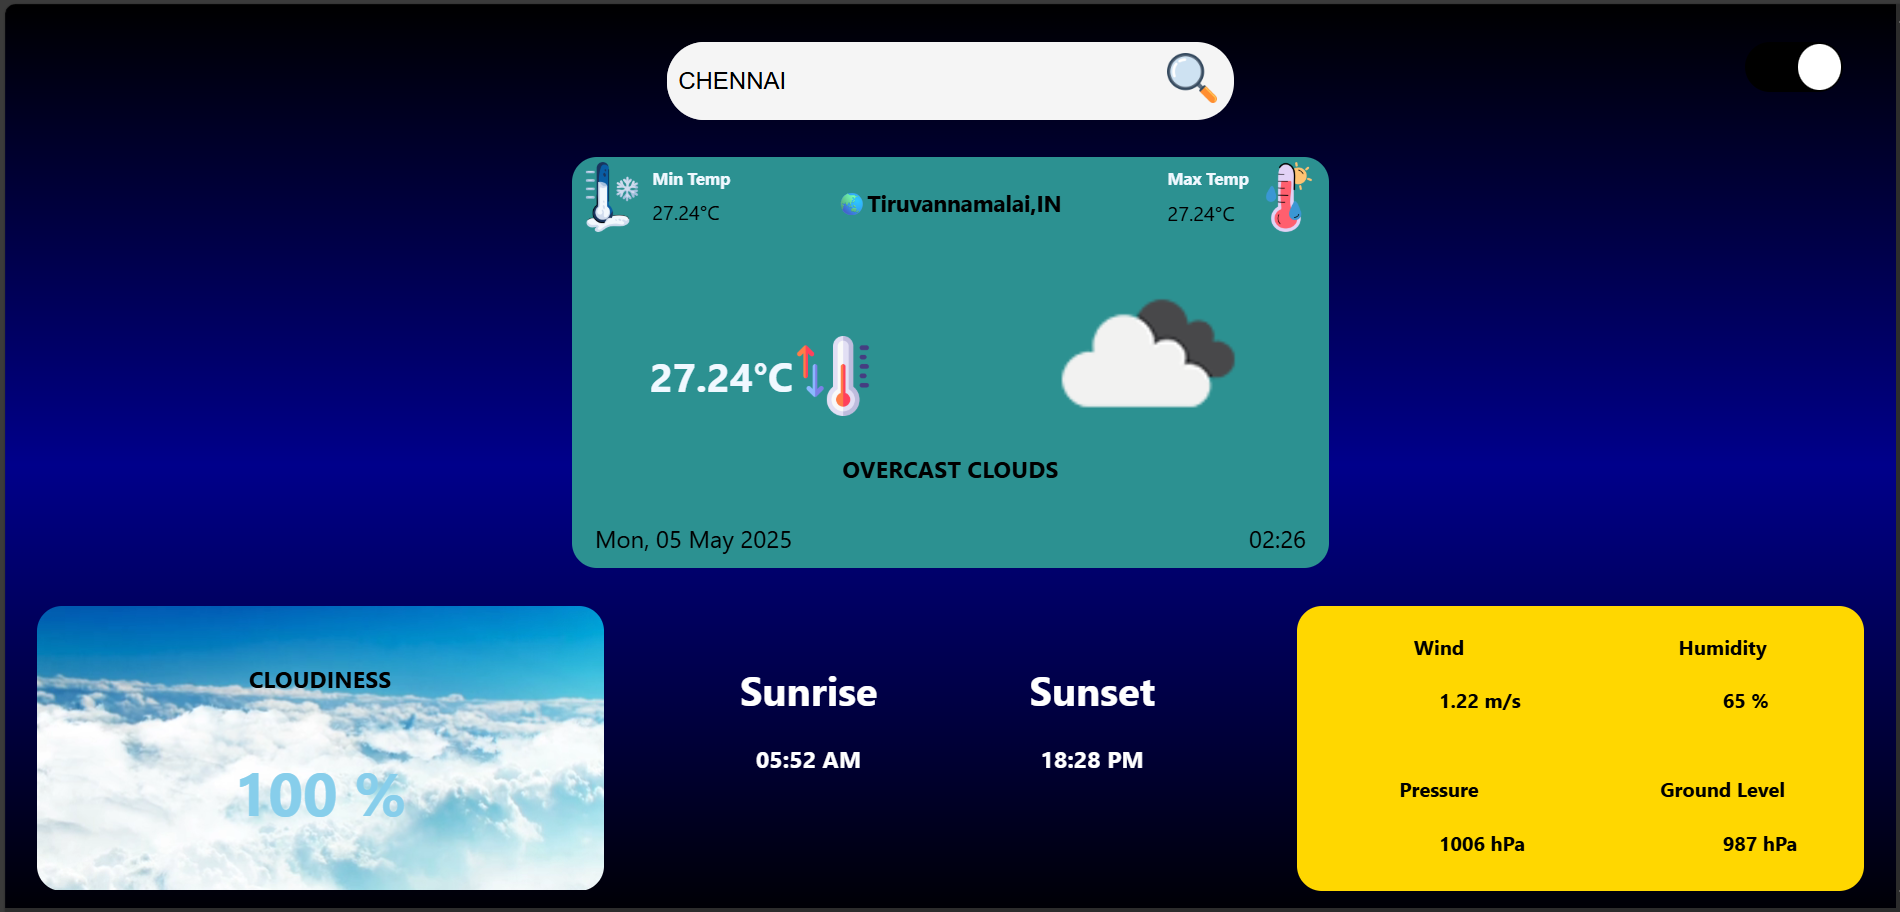 CHENNAI
Min Temp
27.24°C
Tiruvannamalai,IN
Max Temp
27.24°C
27.24°C
OVERCAST CLOUDS
Mon, 05 May 2025
02:26
CLOUDINESS
100 %
Sunrise
05:52 AM
Sunset
18:28 PM
Wind
1.22 m/s
Humidity
65 %
Pressure
1006 hPa
Ground Level
987 hPa